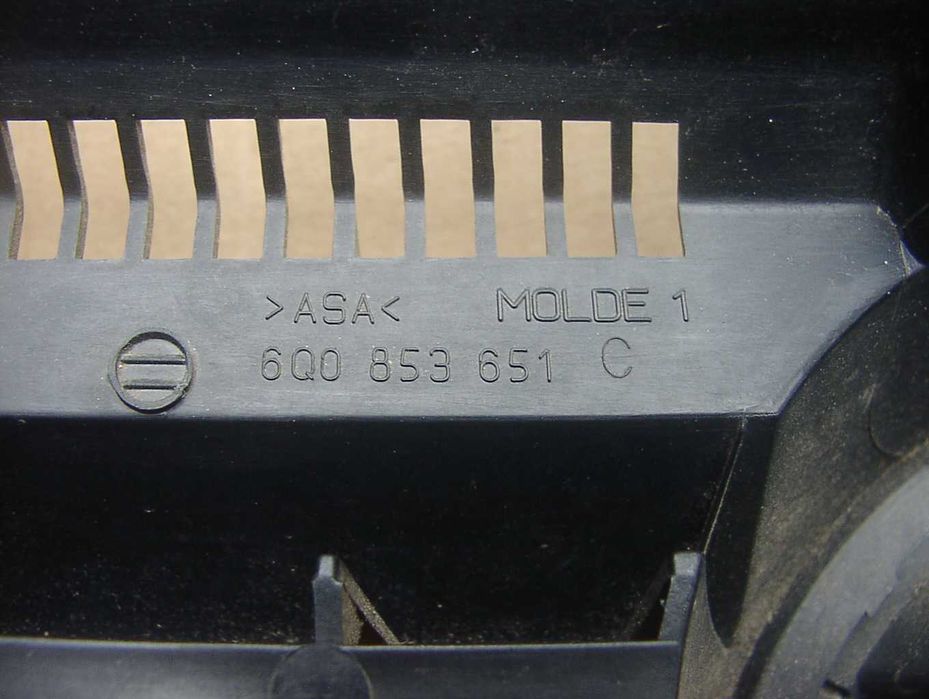 >ASA< MOLDE 1
6Q0 853 651 C